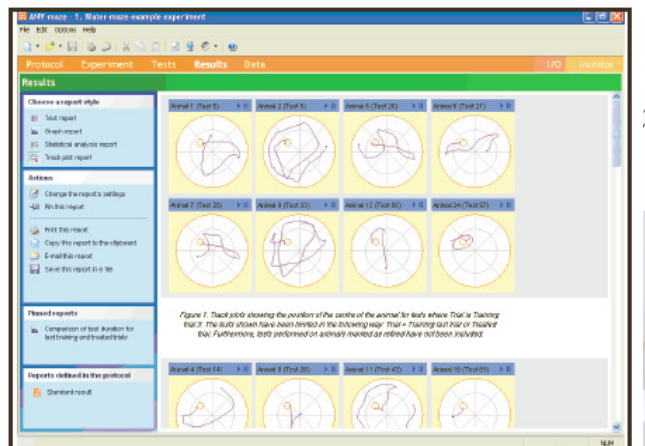 ANY-maze - 1. Water-maze example experiment
File Edit Options Help
Protocol Experiment Tests Results Data I/O Monitor
Results
Choose a report style
Text report
Graph report
Statistical analysis report
Track plot report
Actions
Change the report's settings
Pin this report
Print this report
Copy this report to the clipboard
E-mail this report
Save this report in a file
Pinned reports
Comparison of test duration for
last training and treated trials
Reports defined in the protocol
Standard result
Animal 1 (Test 5) Animal 2 (Test 6) Animal 5 (Test 20) Animal 6 (Test 21)
Animal 7 (Test 26) Animal 9 (Test 33) Animal 13 (Test 50) Animal 24 (Test 97)
Figure 1. Track plots showing the position of the centre of the animal for tests where Trial is Training
trial 3. The tests shown have been limited in the following way: Trial = Training last trial or Treated
trial. Furthermore, tests performed on animals marked as retired have not been included.
Animal 4 (Test 14) Animal 8 (Test 28) Animal 11 (Test 43) Animal 15 (Test 61)
NUM